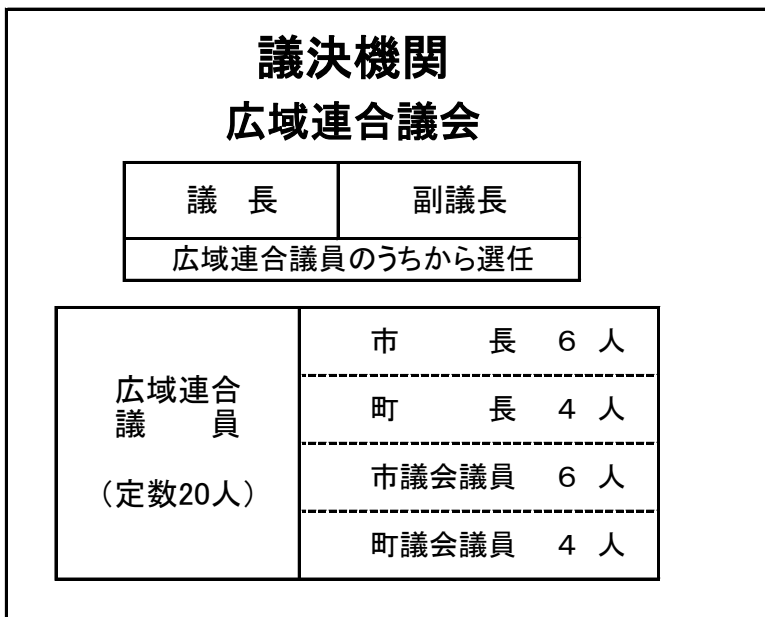 議決機関
広域連合議会
議　長　副議長
広域連合議員のうちから選任
広域連合
議　　員
（定数20人）
市　　長　６　人
町　　長　４　人
市議会議員　６　人
町議会議員　４　人